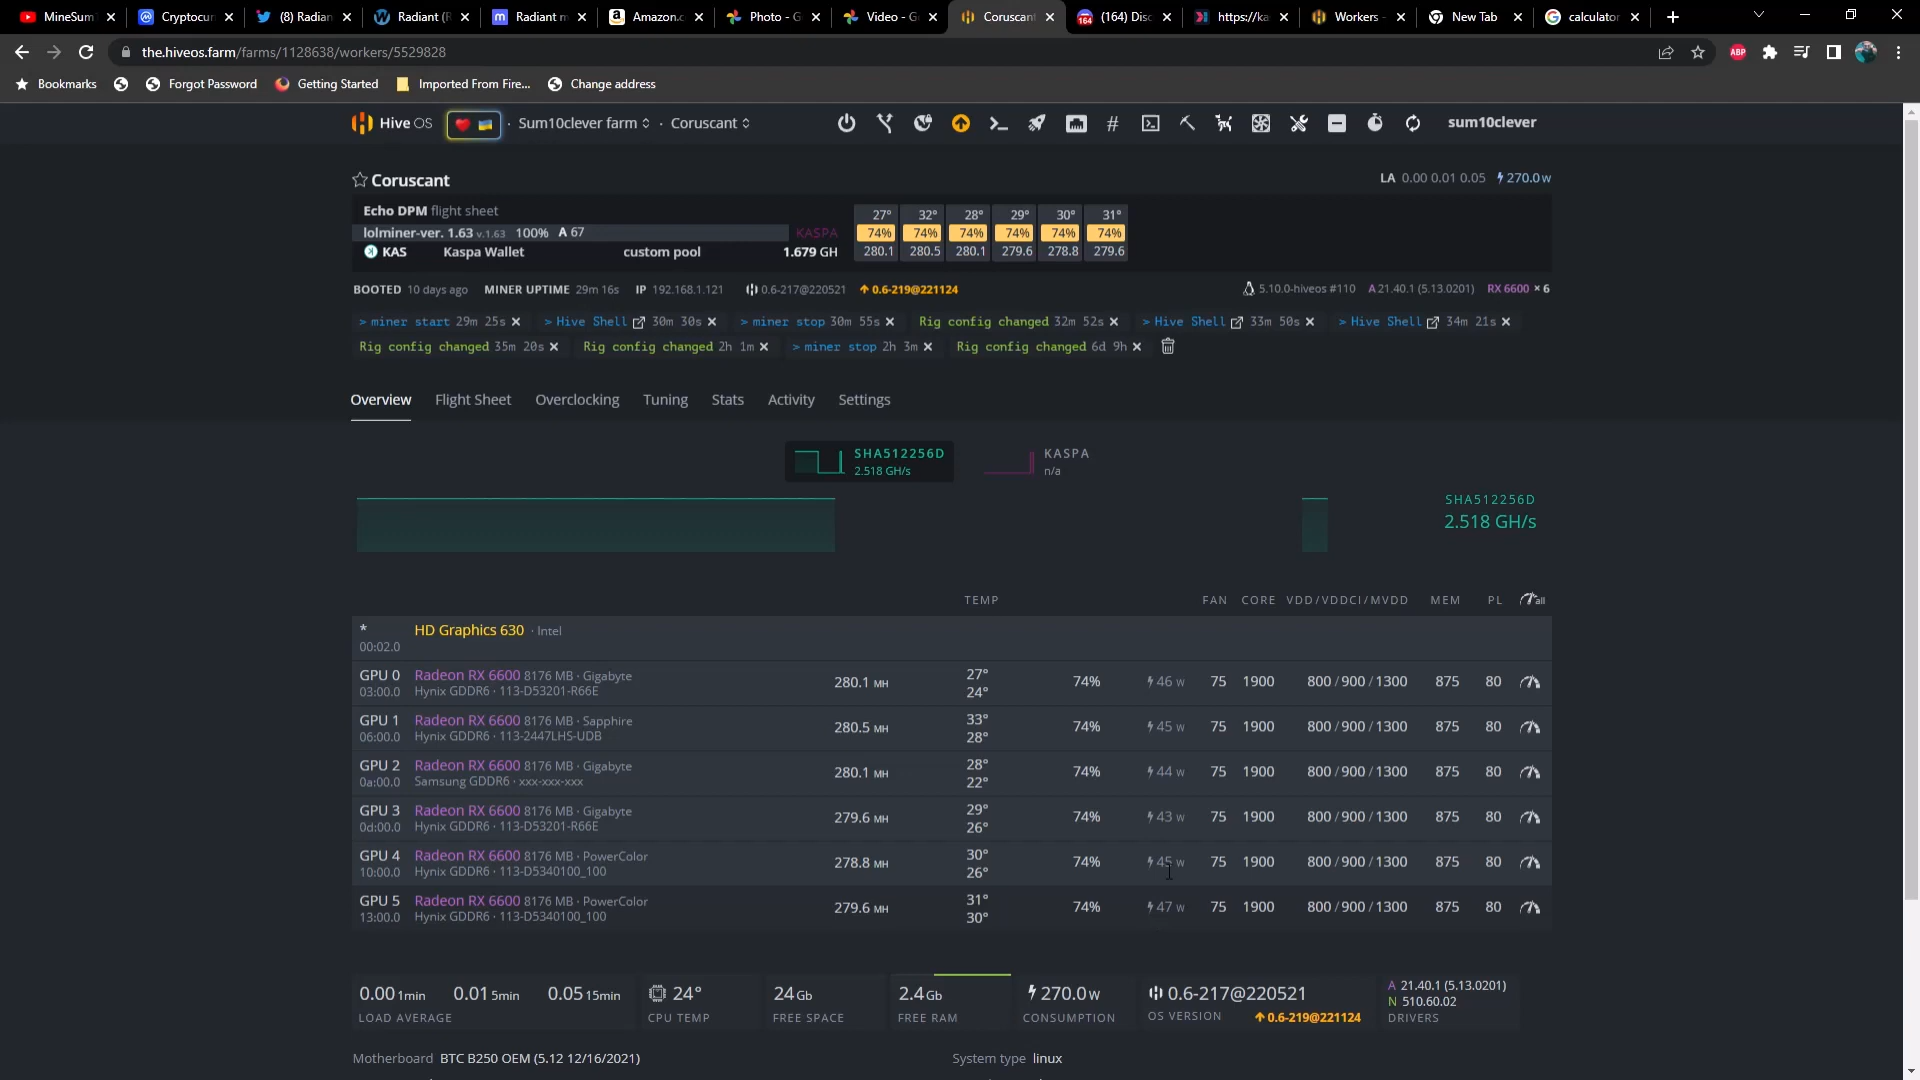 MineSum
Cryptocur
(8) Radian
Radiant (F
Radiant m
Amazon.c
Photo - G
Video - G
Coruscant
(164) Disc
https://ka
Workers -
New Tab
calculator
the.hiveos.farm/farms/1128638/workers/5529828
ABP
Bookmarks
Forgot Password
Getting Started
Imported From Fire...
Change address
Hive OS · Sum10clever farm · Coruscant
sum10clever
Coruscant
LA 0.00 0.01 0.05 270.0 w
Echo DPM flight sheet
lolminer-ver. 1.63 v.1.63 100% A 67 KASPA
KAS Kaspa Wallet custom pool 1.679 GH
27° 32° 28° 29° 30° 31°
74% 74% 74% 74% 74% 74%
280.1 280.5 280.1 279.6 278.8 279.6
BOOTED 10 days ago MINER UPTIME 29m 16s IP 192.168.1.121 0.6-217@220521 0.6-219@221124
5.10.0-hiveos #110 A 21.40.1 (5.13.0201) RX 6600 × 6
> miner start 29m 25s × > Hive Shell 30m 30s × > miner stop 30m 55s × Rig config changed 32m 52s × > Hive Shell 33m 50s × > Hive Shell 34m 21s ×
Rig config changed 35m 20s × Rig config changed 2h 1m × > miner stop 2h 3m × Rig config changed 6d 9h ×
Overview Flight Sheet Overclocking Tuning Stats Activity Settings
SHA512256D
2.518 GH/s
KASPA
n/a
SHA512256D
2.518 GH/s
TEMP FAN CORE VDD/VDDCI/MVDD MEM PL all
* HD Graphics 630 · Intel
00:02.0
GPU 0 Radeon RX 6600 8176 MB · Gigabyte 280.1 MH 27° 74% 46 w 75 1900 800 / 900 / 1300 875 80
03:00.0 Hynix GDDR6 · 113-D53201-R66E 24°
GPU 1 Radeon RX 6600 8176 MB · Sapphire 280.5 MH 33° 74% 45 w 75 1900 800 / 900 / 1300 875 80
06:00.0 Hynix GDDR6 · 113-2447LHS-UDB 28°
GPU 2 Radeon RX 6600 8176 MB · Gigabyte 280.1 MH 28° 74% 44 w 75 1900 800 / 900 / 1300 875 80
0a:00.0 Samsung GDDR6 · xxx-xxx-xxx 22°
GPU 3 Radeon RX 6600 8176 MB · Gigabyte 279.6 MH 29° 74% 43 w 75 1900 800 / 900 / 1300 875 80
0d:00.0 Hynix GDDR6 · 113-D53201-R66E 26°
GPU 4 Radeon RX 6600 8176 MB · PowerColor 278.8 MH 30° 74% 45 w 75 1900 800 / 900 / 1300 875 80
10:00.0 Hynix GDDR6 · 113-D5340100_100 26°
GPU 5 Radeon RX 6600 8176 MB · PowerColor 279.6 MH 31° 74% 47 w 75 1900 800 / 900 / 1300 875 80
13:00.0 Hynix GDDR6 · 113-D5340100_100 30°
0.00 1min 0.01 5min 0.05 15min
LOAD AVERAGE
24°
CPU TEMP
24 Gb
FREE SPACE
2.4 Gb
FREE RAM
270.0 w
CONSUMPTION
0.6-217@220521
OS VERSION 0.6-219@221124
A 21.40.1 (5.13.0201)
N 510.60.02
DRIVERS
Motherboard BTC B250 OEM (5.12 12/16/2021)
System type linux